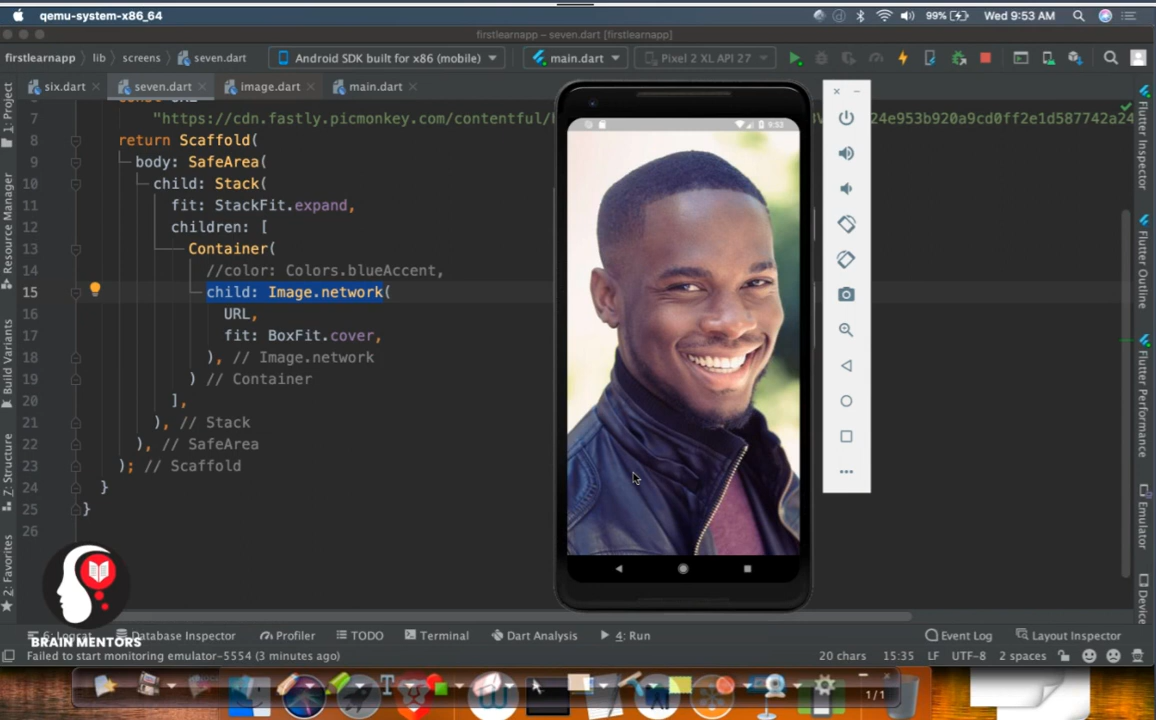 qemu-system-x86_64
99%
Wed 9:53 AM
firstlearnapp – seven.dart [firstlearnapp]
firstlearnapp
lib
screens
seven.dart
Android SDK built for x86 (mobile)
main.dart
Pixel 2 XL API 27
six.dart
seven.dart
image.dart
main.dart
7 "https://cdn.fastly.picmonkey.com/contentful/
24e953b920a9cd0ff2e1d587742a24
8 return Scaffold(
9 body: SafeArea(
10 child: Stack(
11 fit: StackFit.expand,
12 children: [
13 Container(
14 //color: Colors.blueAccent,
15 child: Image.network(
16 URL,
17 fit: BoxFit.cover,
18 ), // Image.network
19 ) // Container
20 ],
21 ), // Stack
22 ), // SafeArea
23 ); // Scaffold
24 }
25 }
26
9:53
1: Project
Resource Manager
Build Variants
7: Structure
2: Favorites
Flutter Inspector
Flutter Outline
Flutter Performance
Emulator
Device
BRAIN MENTORS
6: Logcat
Database Inspector
Profiler
TODO
Terminal
Dart Analysis
4: Run
Event Log
Layout Inspector
Failed to start monitoring emulator-5554 (3 minutes ago)
20 chars
15:35
LF
UTF-8
2 spaces
1/1